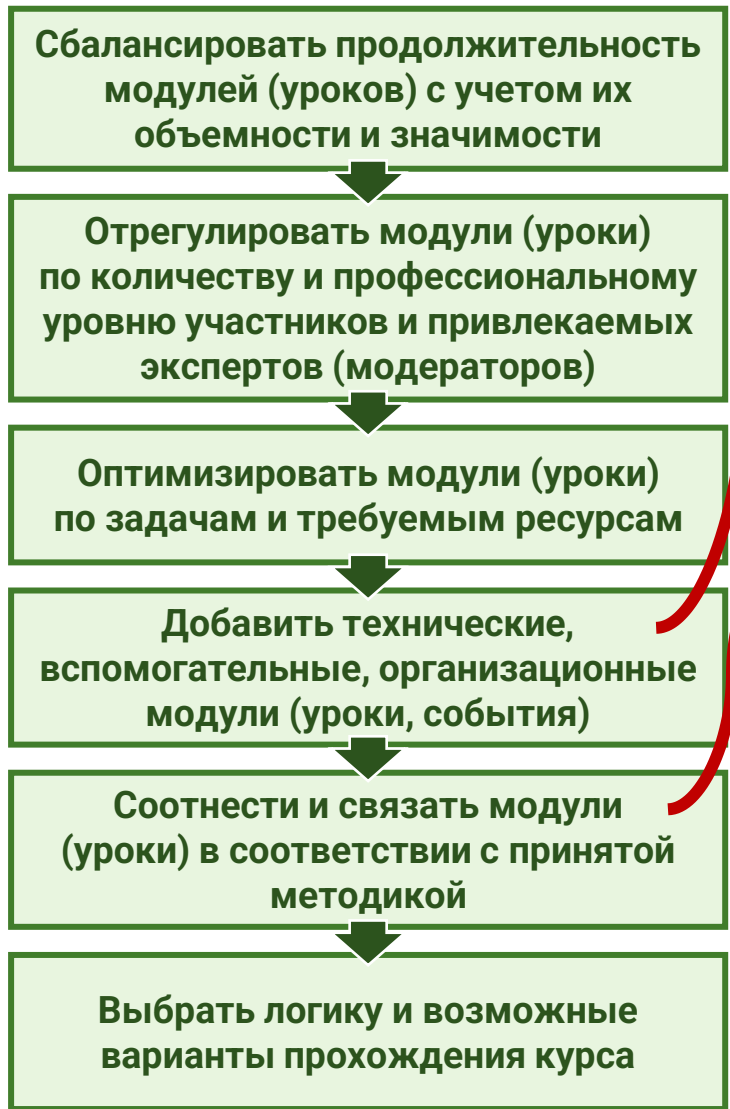 Сбалансировать продолжительность
модулей (уроков) с учетом их
объемности и значимости
Отрегулировать модули (уроки)
по количеству и профессиональному
уровню участников и привлекаемых
экспертов (модераторов)
Оптимизировать модули (уроки)
по задачам и требуемым ресурсам
Добавить технические,
вспомогательные, организационные
модули (уроки, события)
Соотнести и связать модули
(уроки) в соответствии с принятой
методикой
Выбрать логику и возможные
варианты прохождения курса